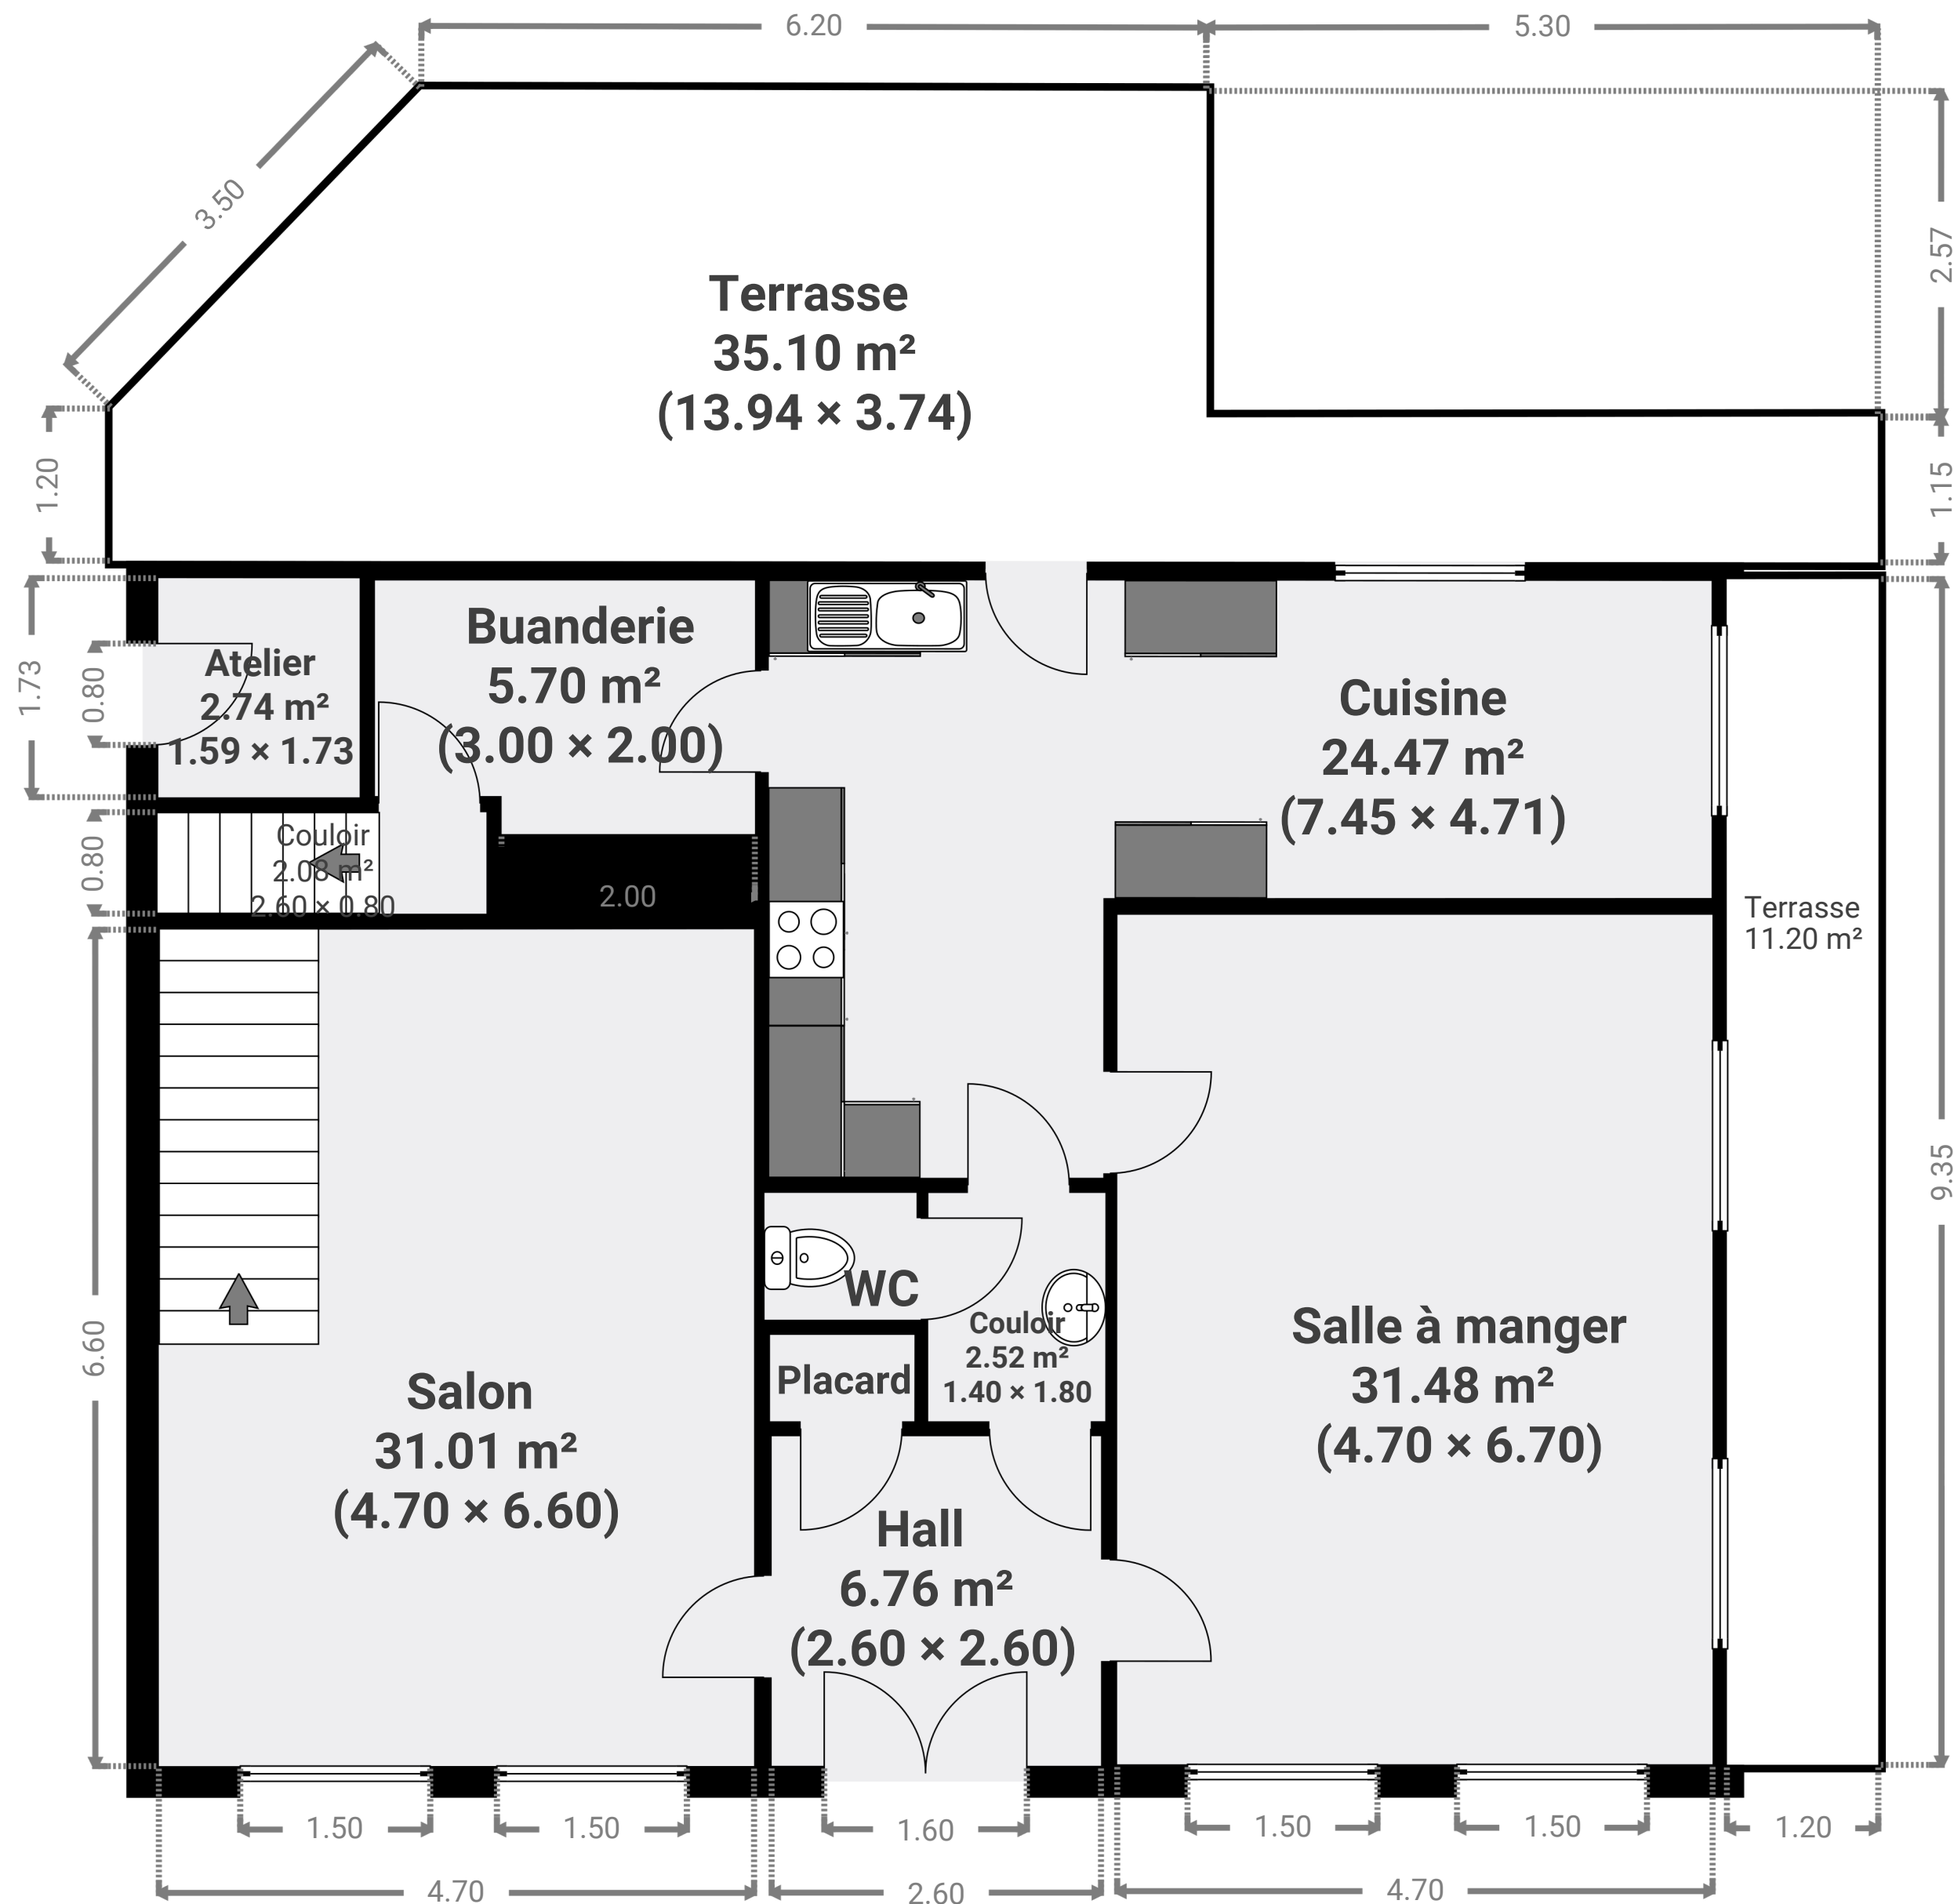 6.20
5.30
3.50
2.57
Terrasse
35.10 m²
(13.94 × 3.74)
1.20
1.15
1.73
0.80
Atelier
2.74 m²
1.59 × 1.73
Buanderie
5.70 m²
(3.00 × 2.00)
Cuisine
24.47 m²
(7.45 × 4.71)
0.80
Couloir
2.08 m²
2.60 × 0.80
2.00
Terrasse
11.20 m²
9.35
6.60
WC
Couloir
2.52 m²
1.40 × 1.80
Placard
Salle à manger
31.48 m²
(4.70 × 6.70)
Salon
31.01 m²
(4.70 × 6.60)
Hall
6.76 m²
(2.60 × 2.60)
1.50
1.50
1.60
1.50
1.50
1.20
4.70
2.60
4.70